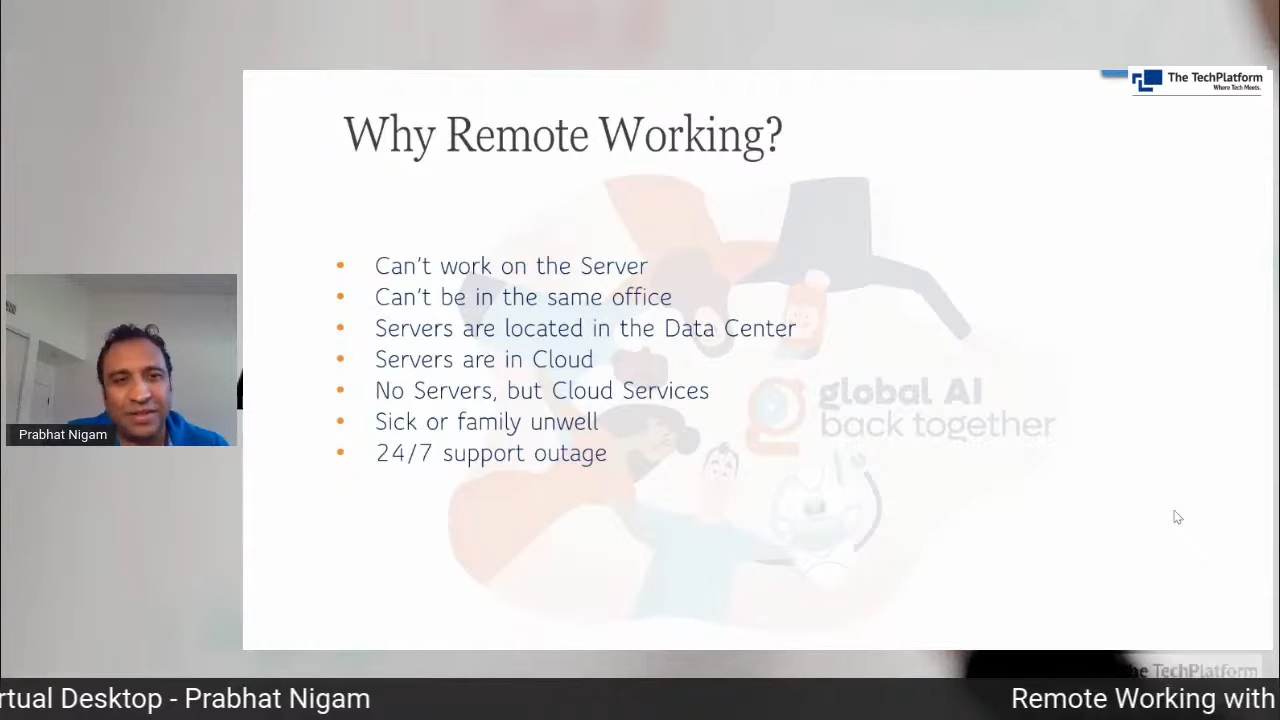 The TechPlatform
Where Tech Meets.
Why Remote Working?
• Can't work on the Server
• Can't be in the same office
• Servers are located in the Data Center
• Servers are in Cloud
• No Servers, but Cloud Services
• Sick or family unwell
• 24/7 support outage
global AI
back together
Prabhat Nigam
he TechPlatform
rtual Desktop - Prabhat Nigam
Remote Working with